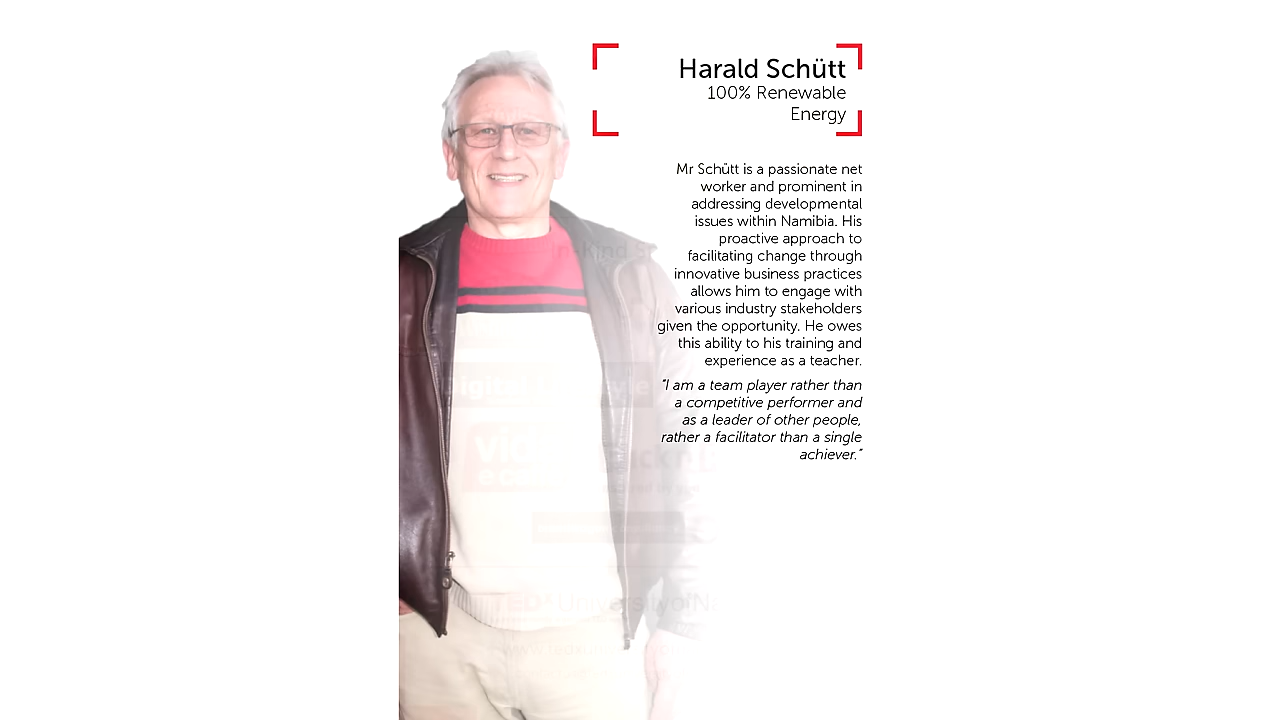 Harald Schütt
100% Renewable
Energy
Mr Schütt is a passionate net
worker and prominent in
addressing developmental
issues within Namibia. His
proactive approach to
facilitating change through
innovative business practices
allows him to engage with
various industry stakeholders
given the opportunity. He owes
this ability to his training and
experience as a teacher.
“I am a team player rather than
a competitive performer and
as a leader of other people,
rather a facilitator than a single
achiever.”